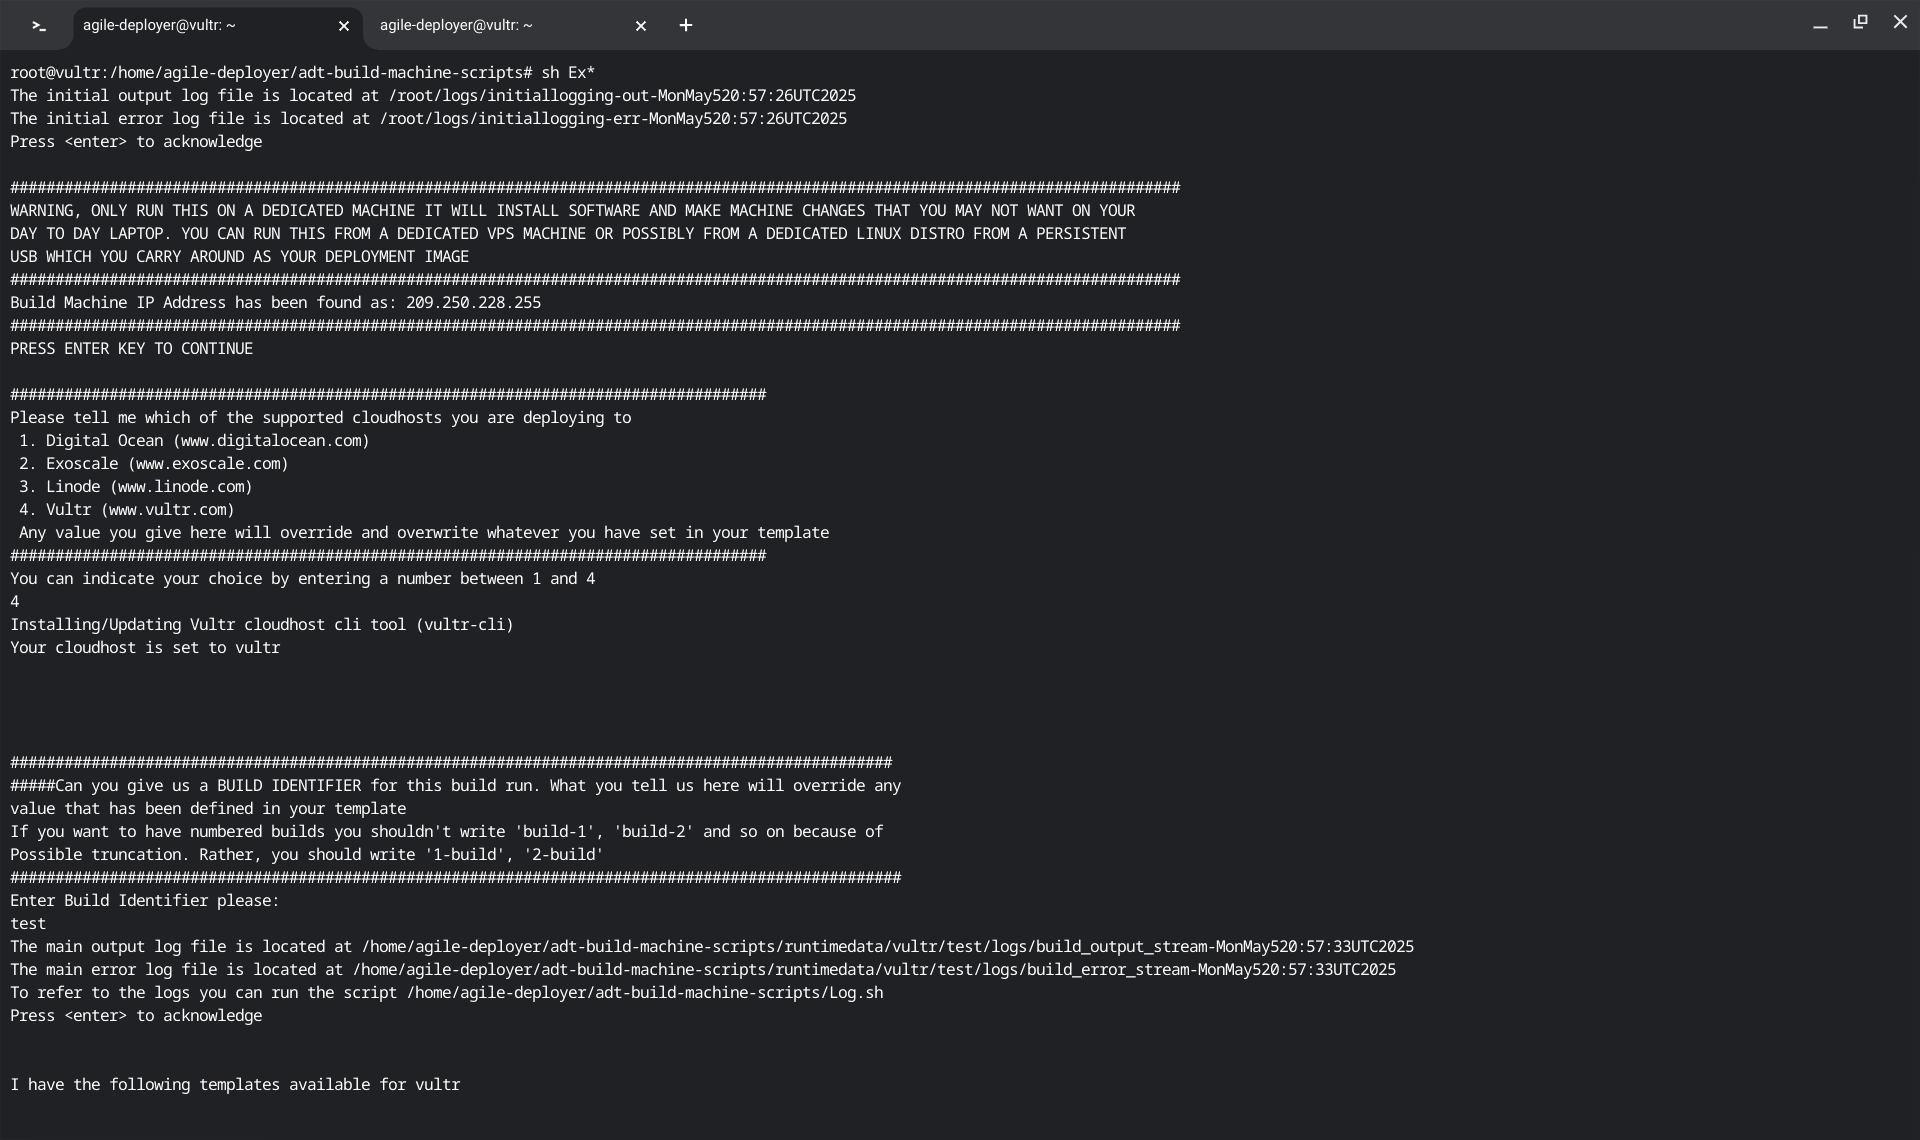 agile-deployer@vultr: ~
agile-deployer@vultr: ~
root@vultr:/home/agile-deployer/adt-build-machine-scripts# sh Ex*
The initial output log file is located at /root/logs/initiallogging-out-MonMay520:57:26UTC2025
The initial error log file is located at /root/logs/initiallogging-err-MonMay520:57:26UTC2025
Press <enter> to acknowledge
##################################################################################################################################
WARNING, ONLY RUN THIS ON A DEDICATED MACHINE IT WILL INSTALL SOFTWARE AND MAKE MACHINE CHANGES THAT YOU MAY NOT WANT ON YOUR
DAY TO DAY LAPTOP. YOU CAN RUN THIS FROM A DEDICATED VPS MACHINE OR POSSIBLY FROM A DEDICATED LINUX DISTRO FROM A PERSISTENT
USB WHICH YOU CARRY AROUND AS YOUR DEPLOYMENT IMAGE
##################################################################################################################################
Build Machine IP Address has been found as: 209.250.228.255
##################################################################################################################################
PRESS ENTER KEY TO CONTINUE
####################################################################################
Please tell me which of the supported cloudhosts you are deploying to
1. Digital Ocean (www.digitalocean.com)
2. Exoscale (www.exoscale.com)
3. Linode (www.linode.com)
4. Vultr (www.vultr.com)
Any value you give here will override and overwrite whatever you have set in your template
####################################################################################
You can indicate your choice by entering a number between 1 and 4
4
Installing/Updating Vultr cloudhost cli tool (vultr-cli)
Your cloudhost is set to vultr
##################################################################################################
#####Can you give us a BUILD IDENTIFIER for this build run. What you tell us here will override any
value that has been defined in your template
If you want to have numbered builds you shouldn't write 'build-1', 'build-2' and so on because of
Possible truncation. Rather, you should write '1-build', '2-build'
###################################################################################################
Enter Build Identifier please:
test
The main output log file is located at /home/agile-deployer/adt-build-machine-scripts/runtimedata/vultr/test/logs/build_output_stream-MonMay520:57:33UTC2025
The main error log file is located at /home/agile-deployer/adt-build-machine-scripts/runtimedata/vultr/test/logs/build_error_stream-MonMay520:57:33UTC2025
To refer to the logs you can run the script /home/agile-deployer/adt-build-machine-scripts/Log.sh
Press <enter> to acknowledge
I have the following templates available for vultr